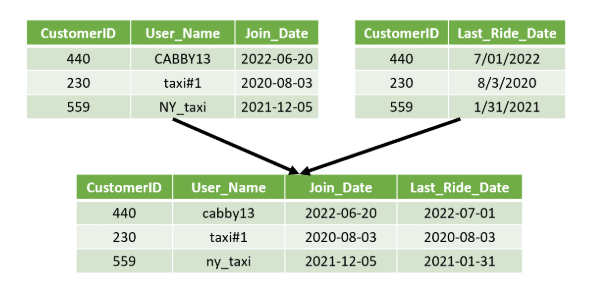 CustomerID User_Name Join_Date
440 CABBY13 2022-06-20
230 taxi#1 2020-08-03
559 NY_taxi 2021-12-05
CustomerID Last_Ride_Date
440 7/01/2022
230 8/3/2020
559 1/31/2021
CustomerID User_Name Join_Date Last_Ride_Date
440 cabby13 2022-06-20 2022-07-01
230 taxi#1 2020-08-03 2020-08-03
559 ny_taxi 2021-12-05 2021-01-31